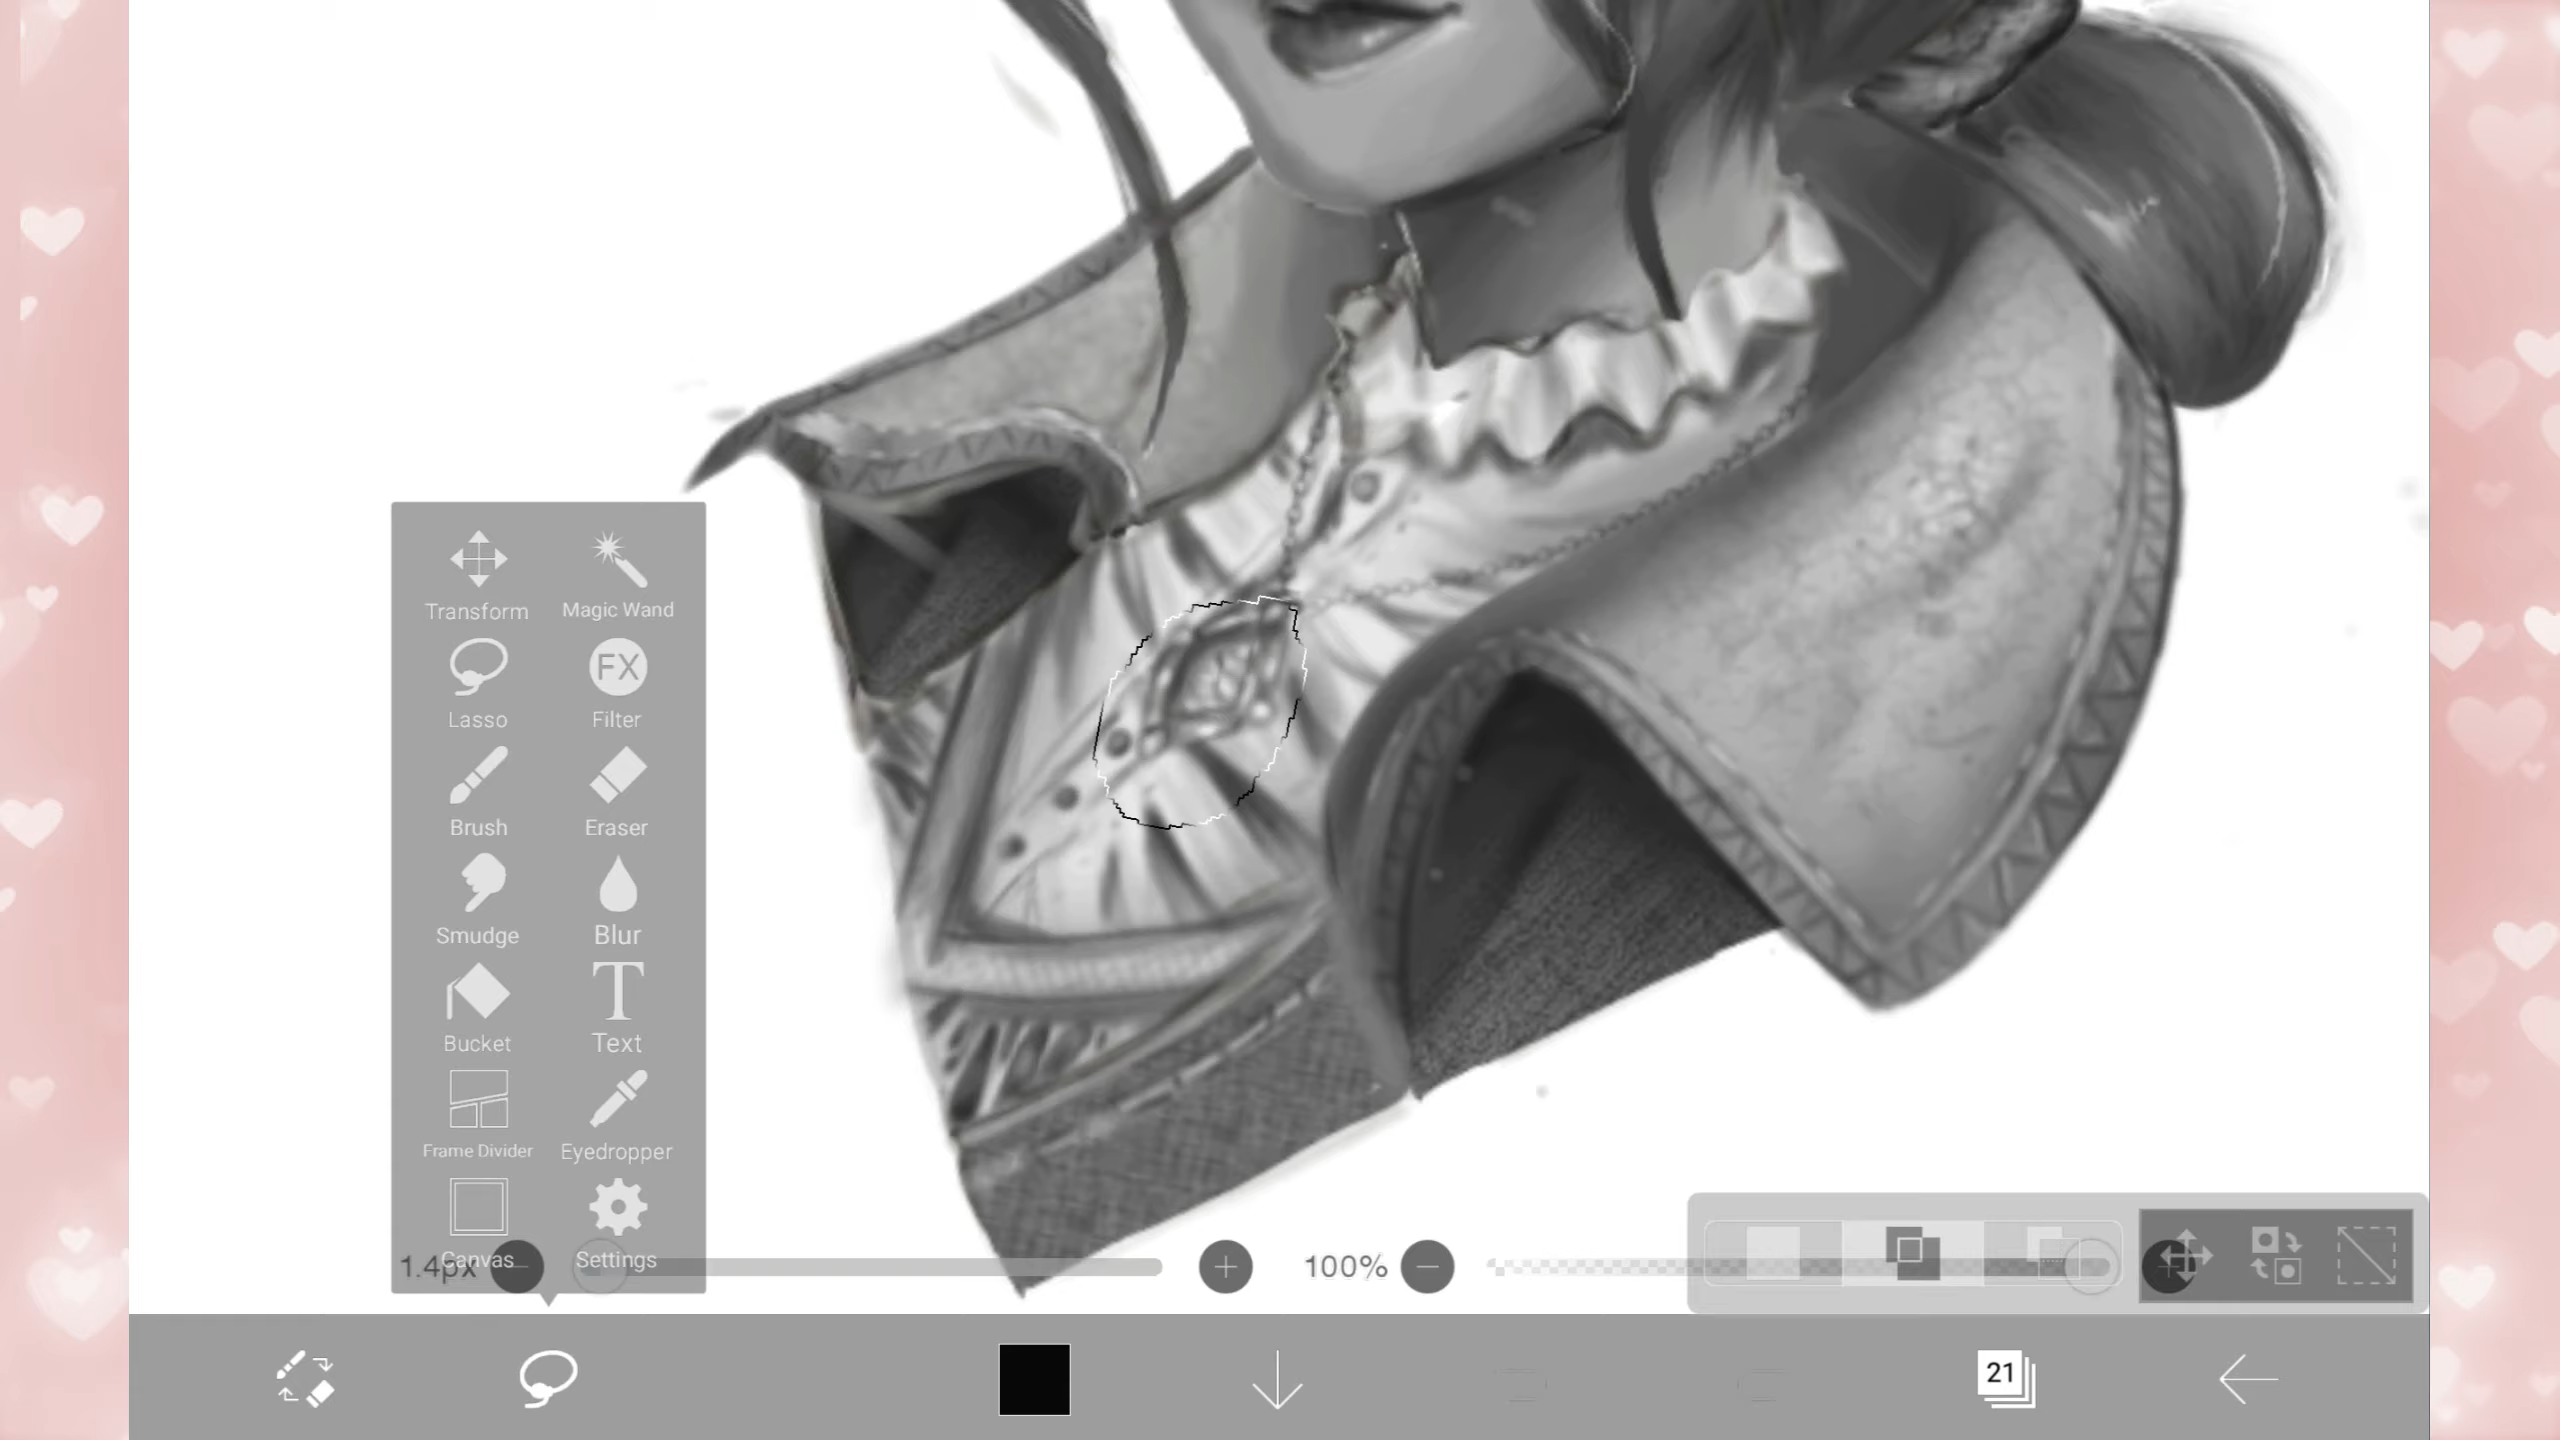 Transform Magic Wand
Lasso Filter
FX
Brush Eraser
Smudge Blur
Bucket Text
T
Frame Divider Eyedropper
Canvas Settings
1.4px
100%
21